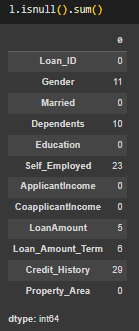 l.isnull().sum()
0
Loan_ID 0
Gender 11
Married 0
Dependents 10
Education 0
Self_Employed 23
ApplicantIncome 0
CoapplicantIncome 0
LoanAmount 5
Loan_Amount_Term 6
Credit_History 29
Property_Area 0
dtype: int64